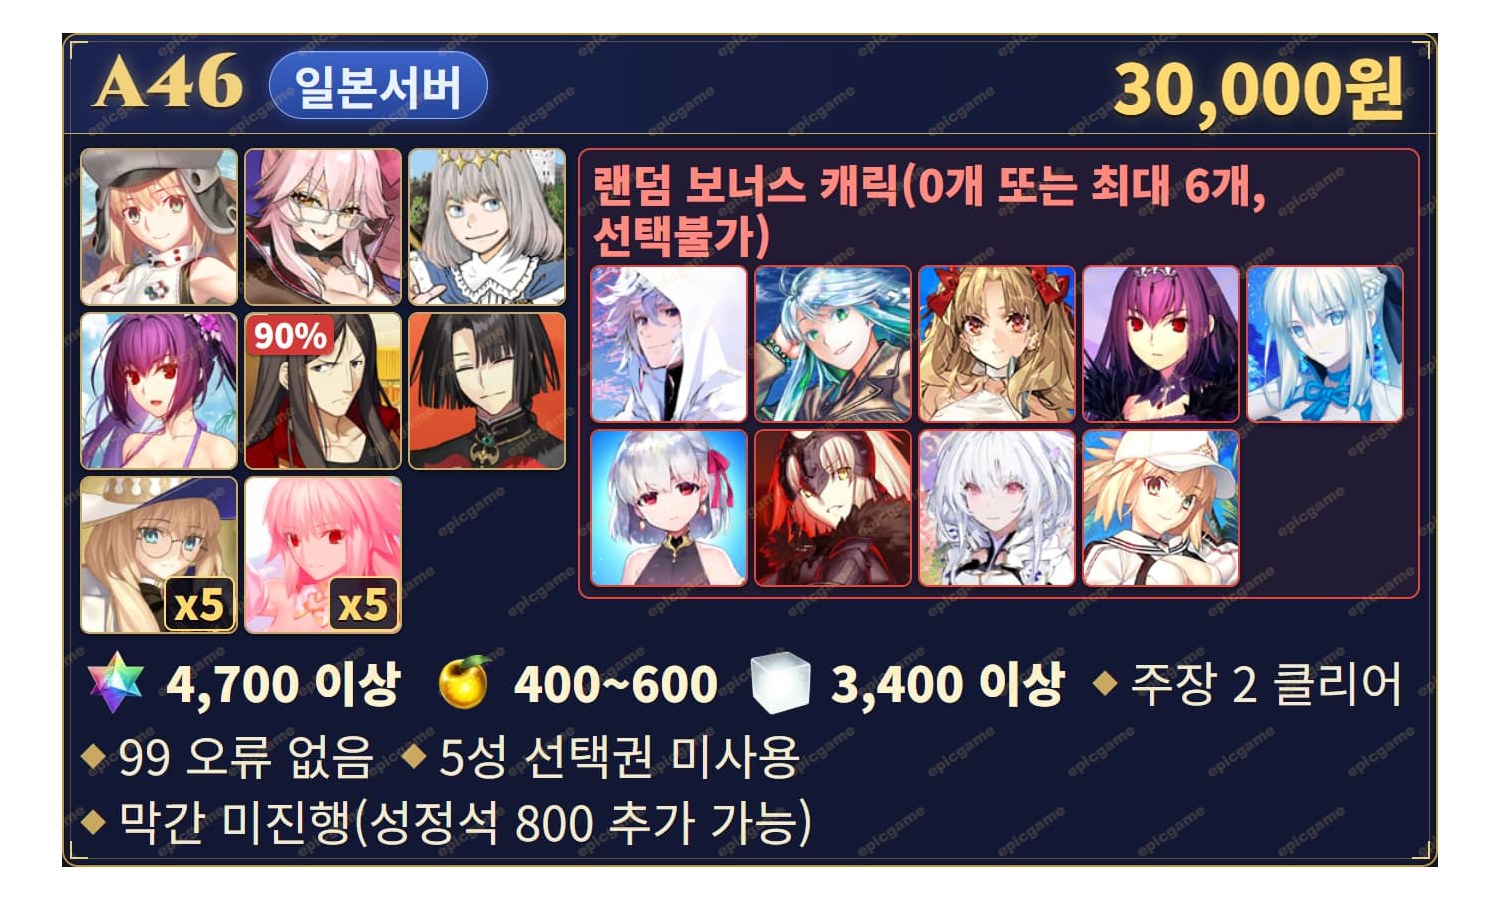 A46 일본서버 30,000원
랜덤 보너스 캐릭(0개 또는 최대 6개,
선택불가)
90%
x5 x5
4,700 이상 400~600 3,400 이상 ◆ 주장 2 클리어
◆ 99 오류 없음 ◆ 5성 선택권 미사용
◆ 막간 미진행(성정석 800 추가 가능)
epicgame